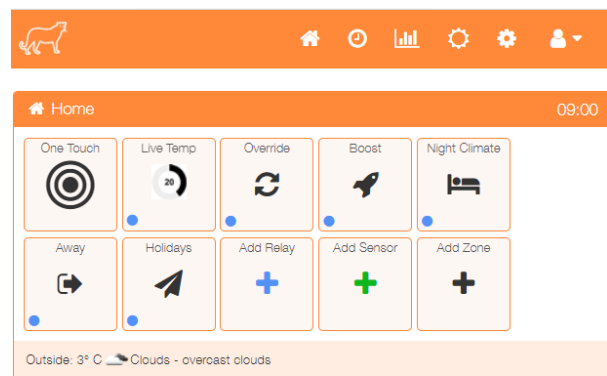 Home 09:00
One Touch Live Temp Override Boost Night Climate
20
Away Holidays Add Relay Add Sensor Add Zone
Outside: 3° C Clouds - overcast clouds